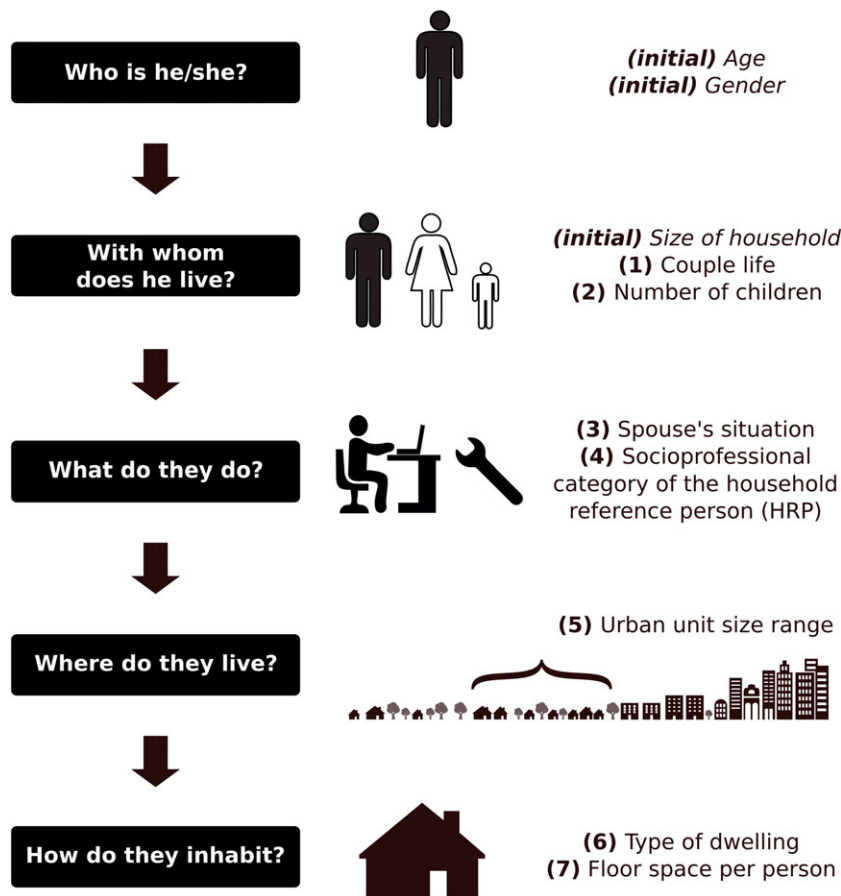 Who is he/she?
(initial) Age
(initial) Gender
With whom
does he live?
(initial) Size of household
(1) Couple life
(2) Number of children
What do they do?
(3) Spouse's situation
(4) Socioprofessional
category of the household
reference person (HRP)
Where do they live?
(5) Urban unit size range
How do they inhabit?
(6) Type of dwelling
(7) Floor space per person